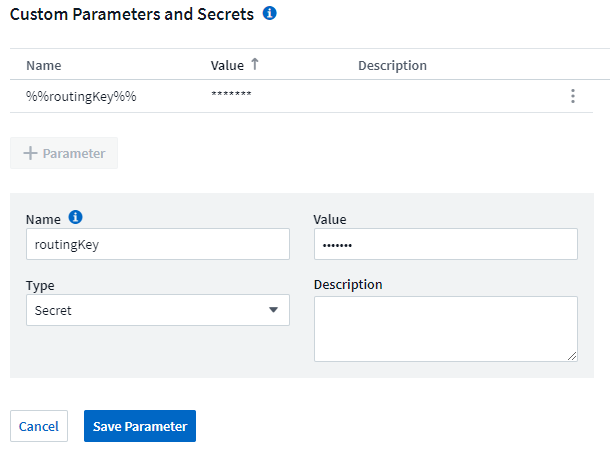 Custom Parameters and Secrets
Name Value ↑ Description
%%routingKey%% *******
+ Parameter
Name Value
routingKey •••••••
Type Description
Secret
Cancel Save Parameter